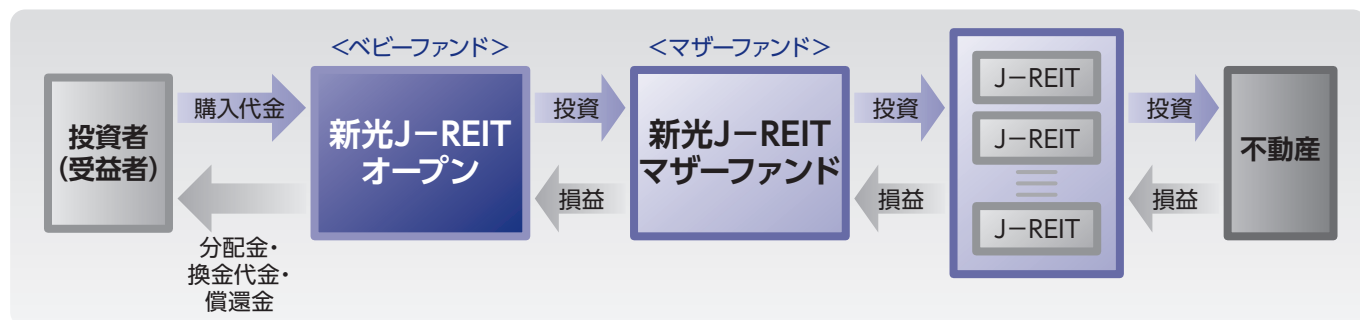 <ベビーファンド>
<マザーファンド>
投資者
(受益者)
購入代金
分配金・
換金代金・
償還金
新光J−REIT
オープン
投資
損益
新光J−REIT
マザーファンド
投資
損益
J−REIT
J−REIT
J−REIT
投資
損益
不動産